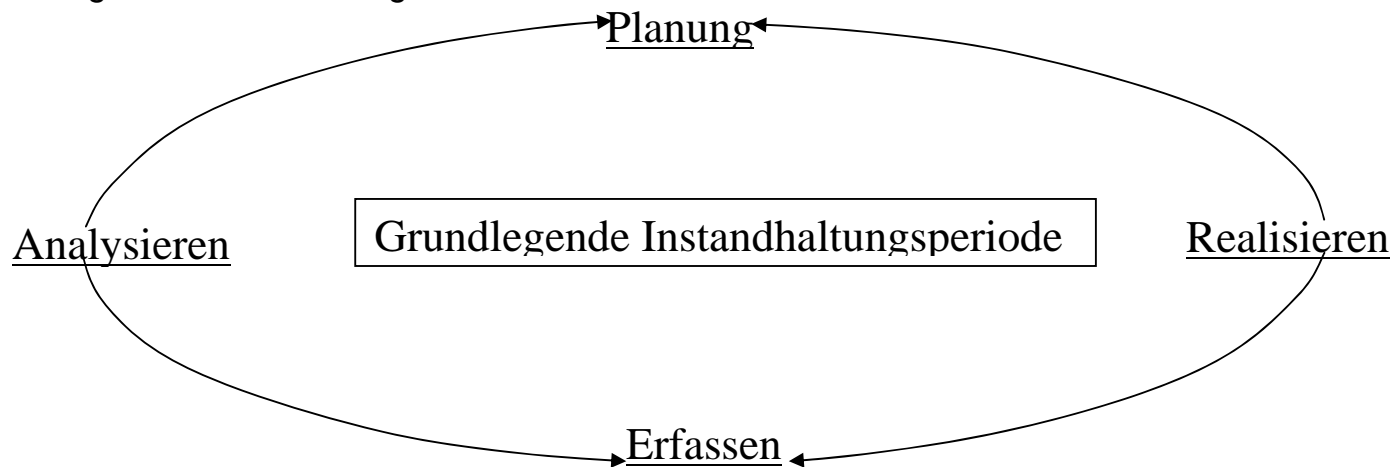 Planung
Analysieren
Grundlegende Instandhaltungsperiode
Realisieren
Erfassen